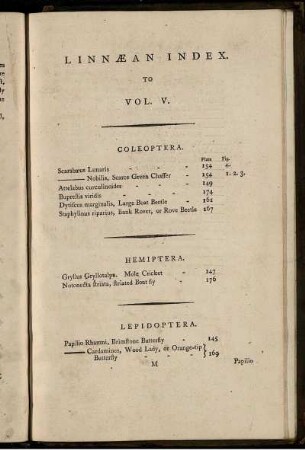 LINNÆAN INDEX.
TO
VOL. V.
COLEOPTERA.
Plate Fig.
Scarabæus Lunaris - - 154
——— Nobilis, Scarce Green Chaffer - 154 1. 2. 3.
Attelabus curculinoides - - 149
Buprestis viridis - - 174
Dytiscus marginalis, Large Boat Beetle - 161
Staphylinus riparius, Bank Rover, or Rove Beetle 167
HEMIPTERA.
Gryllus Gryllotalpa. Mole Cricket - 147
Notonecta striata, striated Boat fly - 176
LEPIDOPTERA.
Papilio Rhamni, Brimstone Butterfly - 145
——— Cardamines, Wood Lady, or Orange-tip
Butterfly - - } 169
M Papilio